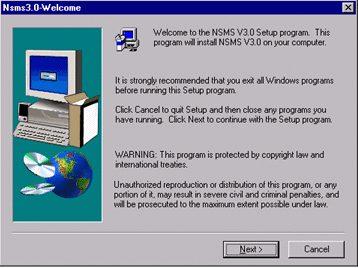 Nsms3.0-Welcome
Welcome to the NSMS V3.0 Setup program. This
program will install NSMS V3.0 on your computer.
It is strongly recommended that you exit all Windows programs
before running this Setup program.
Click Cancel to quit Setup and then close any programs you
have running. Click Next to continue with the Setup program.
WARNING: This program is protected by copyright law and
international treaties.
Unauthorized reproduction or distribution of this program, or any
portion of it, may result in severe civil and criminal penalties, and
will be prosecuted to the maximum extent possible under law.
Next >
Cancel